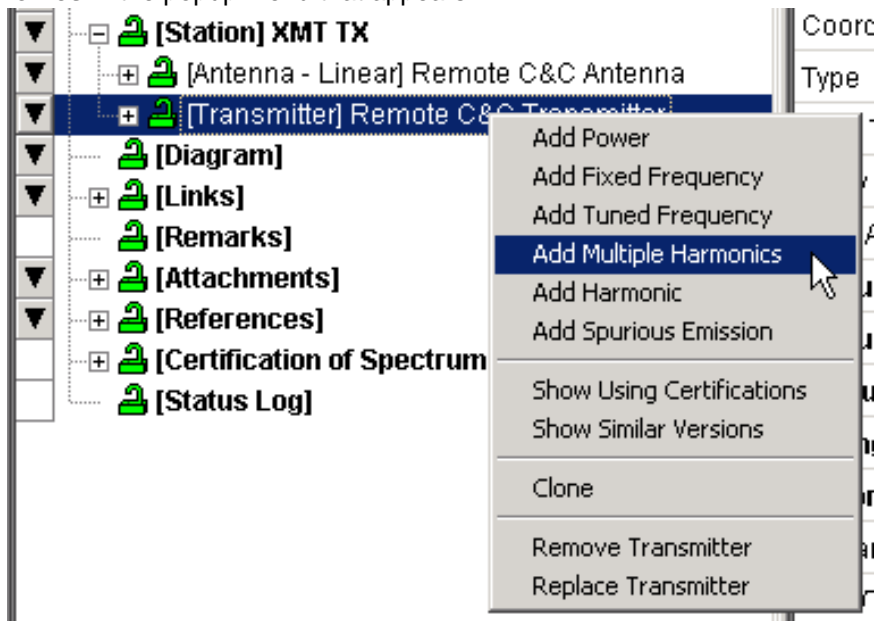 [Station] XMT TX
[Antenna - Linear] Remote C&C Antenna
[Transmitter] Remote C&C Transmitter
[Diagram]
[Links]
[Remarks]
[Attachments]
[References]
[Certification of Spectrum
[Status Log]
Add Power
Add Fixed Frequency
Add Tuned Frequency
Add Multiple Harmonics
Add Harmonic
Add Spurious Emission
Show Using Certifications
Show Similar Versions
Clone
Remove Transmitter
Replace Transmitter
Coord
Type